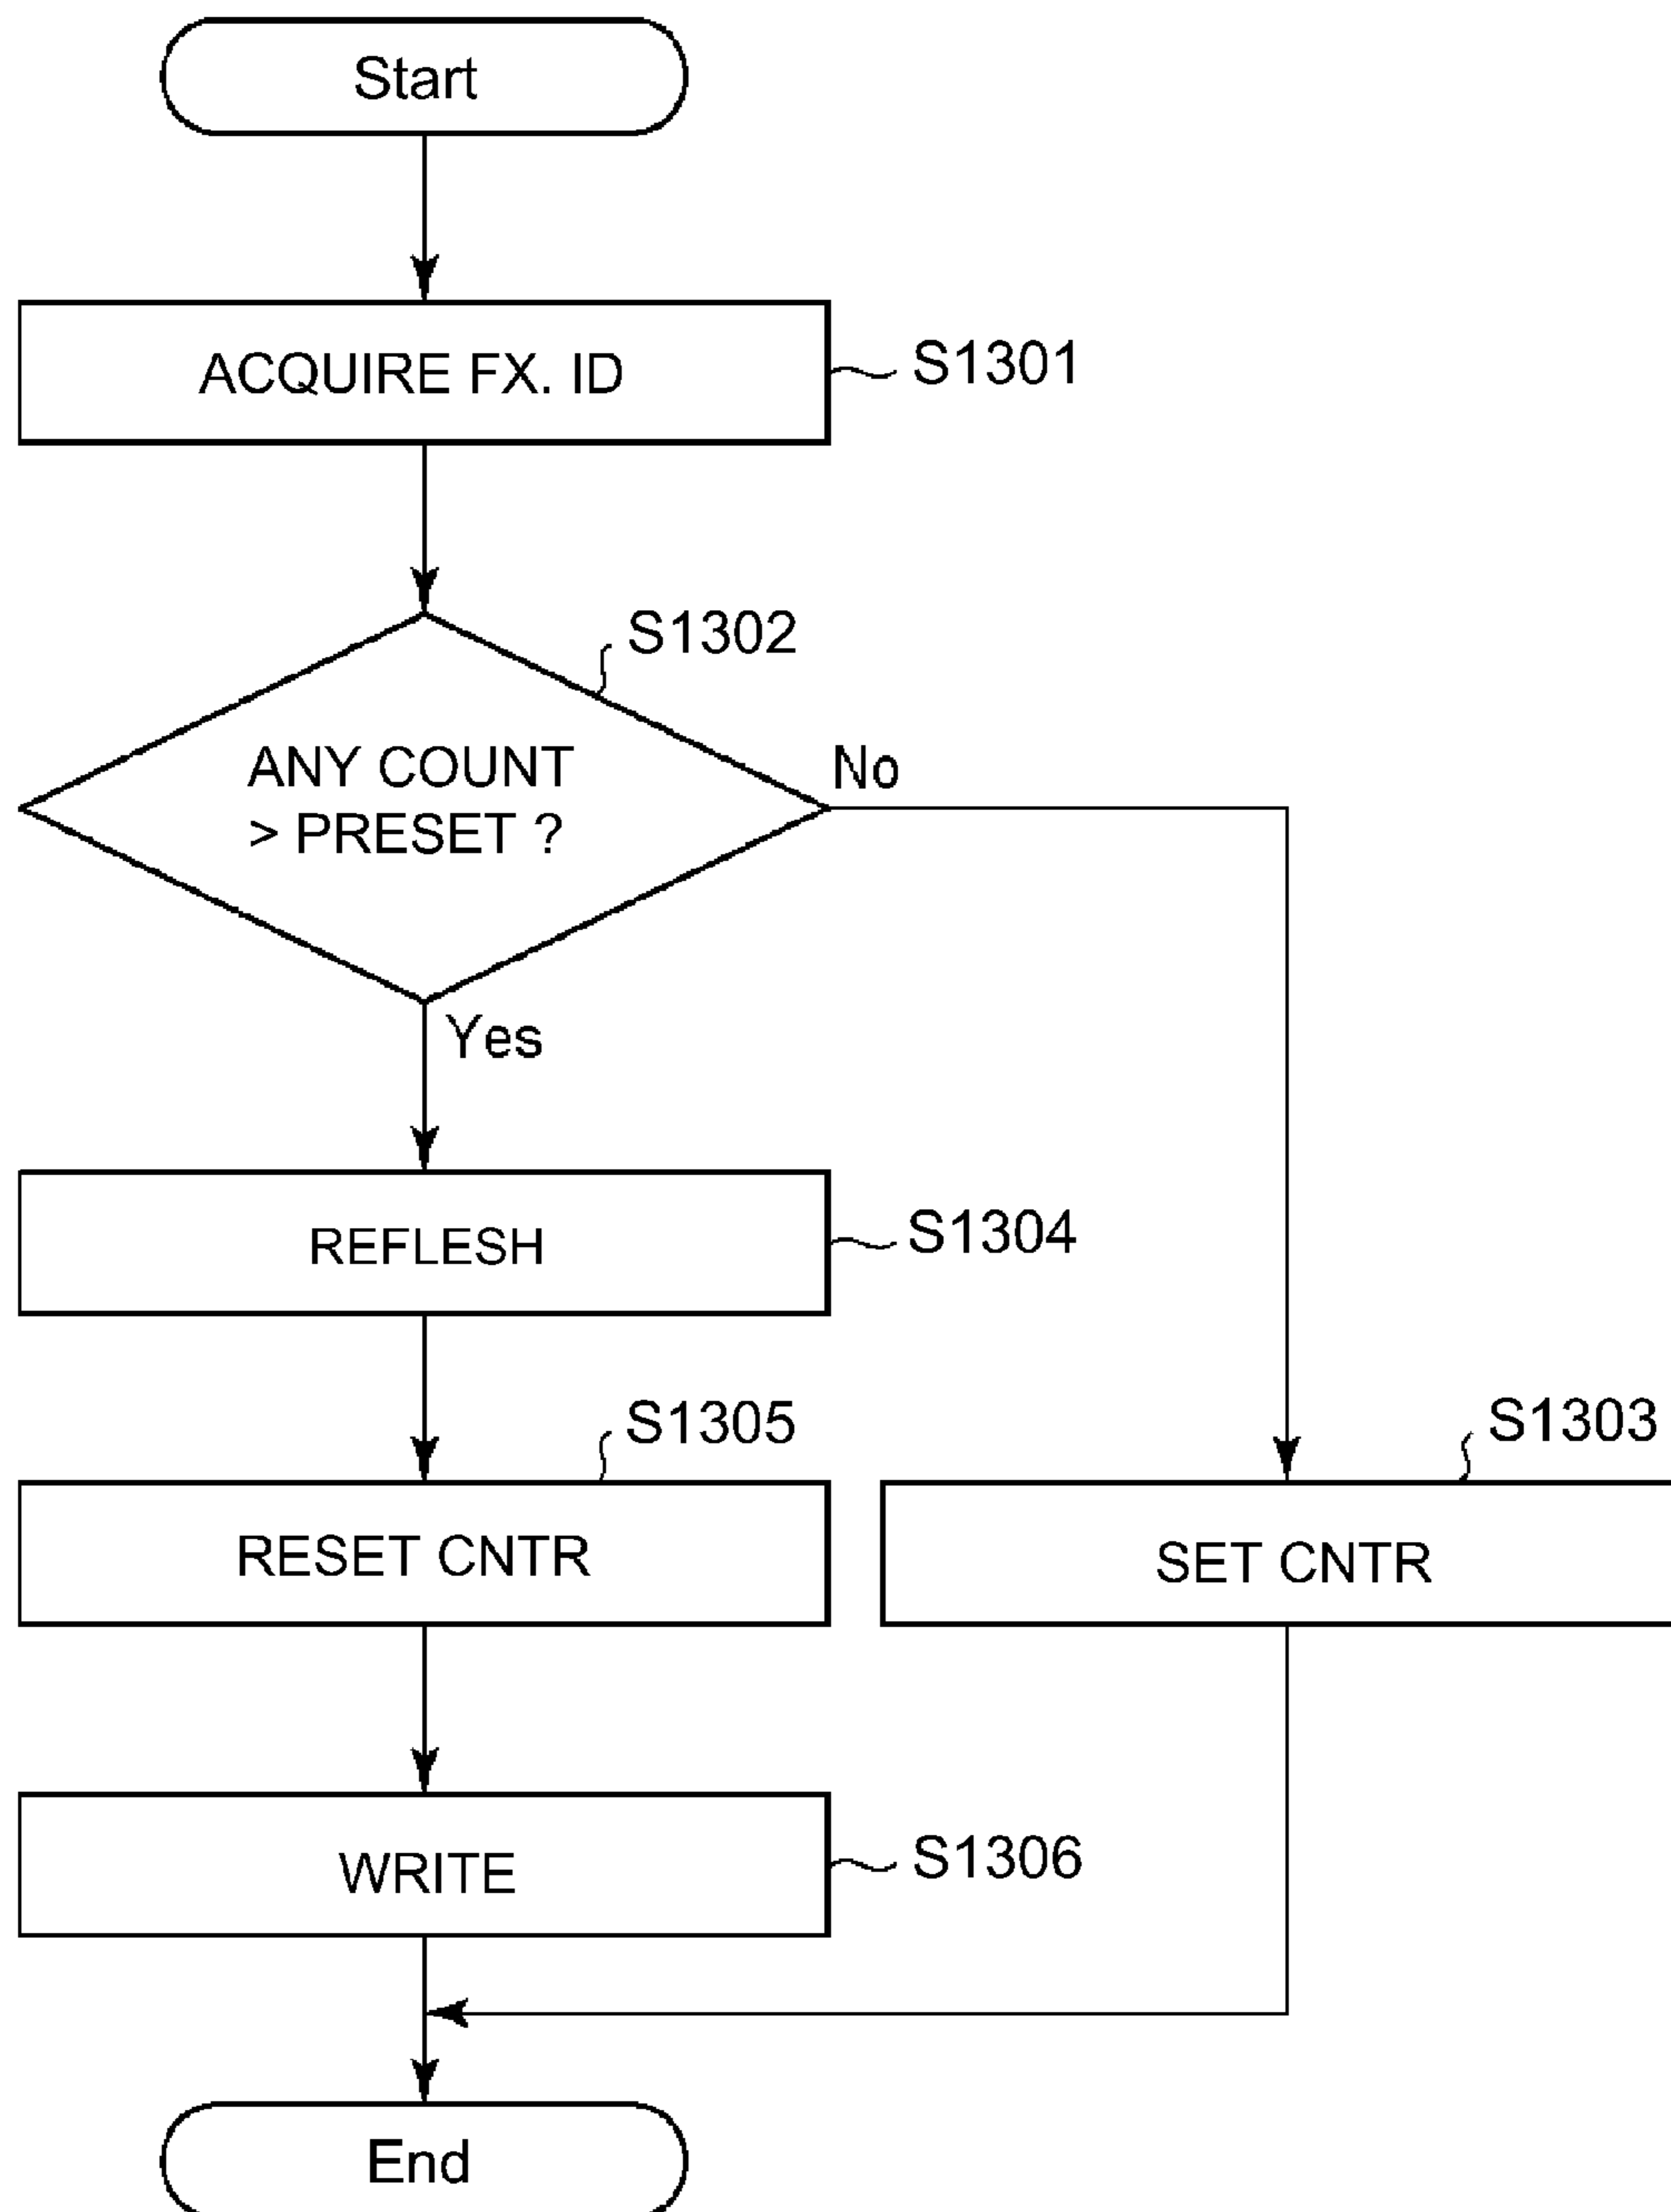 Start
ACQUIRE FX. ID
S1301
S1302
ANY COUNT
> PRESET ?
No
Yes
REFLESH
S1304
S1305
S1303
RESET CNTR
SET CNTR
WRITE
S1306
End